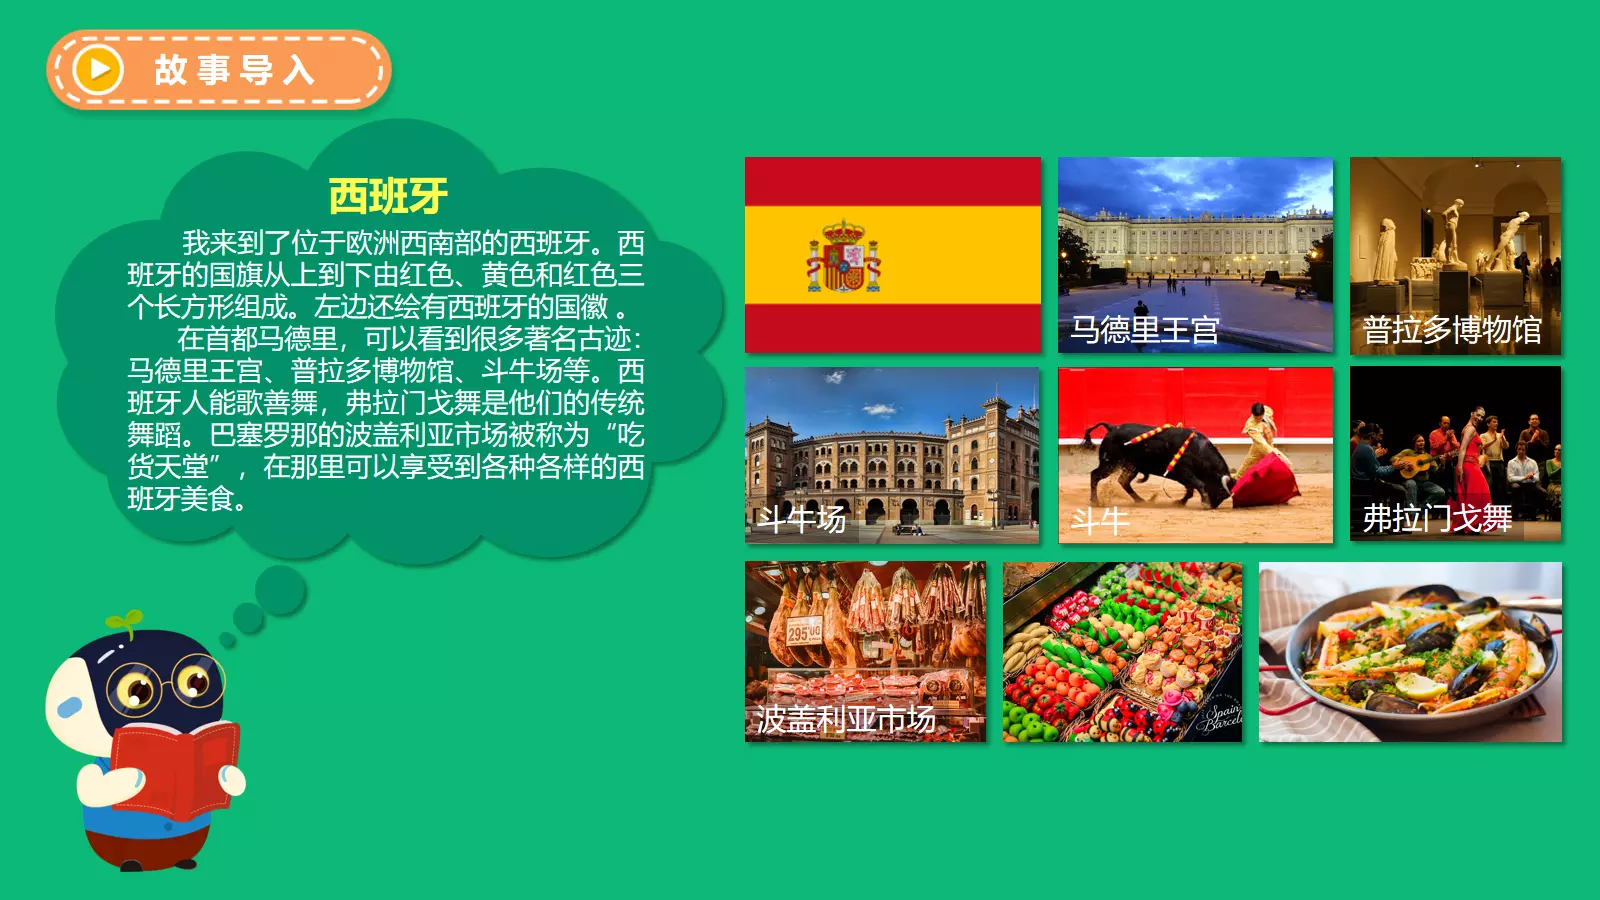 故事导入
西班牙
我来到了位于欧洲西南部的西班牙。西
班牙的国旗从上到下由红色、黄色和红色三
个长方形组成。左边还绘有西班牙的国徽。
在首都马德里，可以看到很多著名古迹：
马德里王宫、普拉多博物馆、斗牛场等。西
班牙人能歌善舞，弗拉门戈舞是他们的传统
舞蹈。巴塞罗那的波盖利亚市场被称为“吃
货天堂”，在那里可以享受到各种各样的西
班牙美食。
马德里王宫
普拉多博物馆
斗牛场
斗牛
弗拉门戈舞
295'00
波盖利亚市场
Spain
Barcel